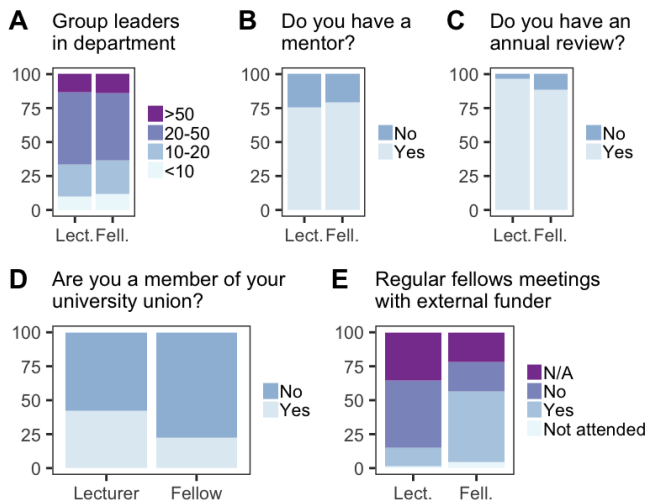 A Group leaders
in department
100
75
50
25
0
Lect. Fell.
>50
20-50
10-20
<10
B Do you have a
mentor?
100
75
50
25
0
Lect. Fell.
No
Yes
C Do you have an
annual review?
100
75
50
25
0
Lect. Fell.
No
Yes
D Are you a member of your
university union?
100
75
50
25
0
Lecturer Fellow
No
Yes
E Regular fellows meetings
with external funder
100
75
50
25
0
Lect. Fell.
N/A
No
Yes
Not attended